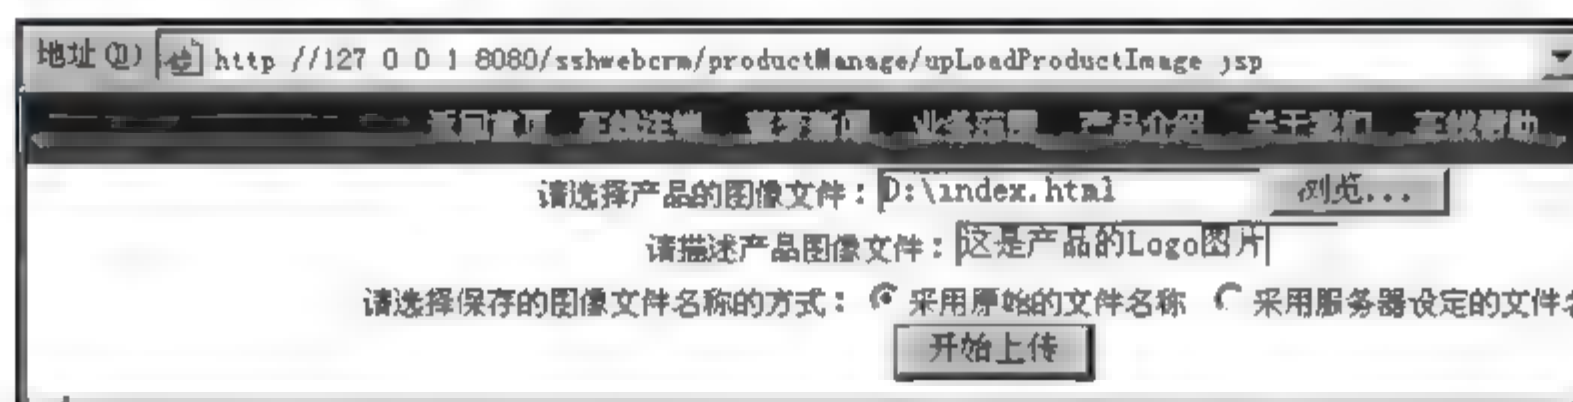 地址(D) http //127 0 0 1 8080/sshwebcrm/productManage/upLoadProductImage jsp
返回首页 在线注销 蓝梦新闻 业务范围 产品介绍 关于我们 在线帮助
请选择产品的图像文件：D:\index.html 浏览...
请描述产品图像文件：这是产品的Logo图片
请选择保存的图像文件名称的方式： 采用原始的文件名称 采用服务器设定的文件名
开始上传